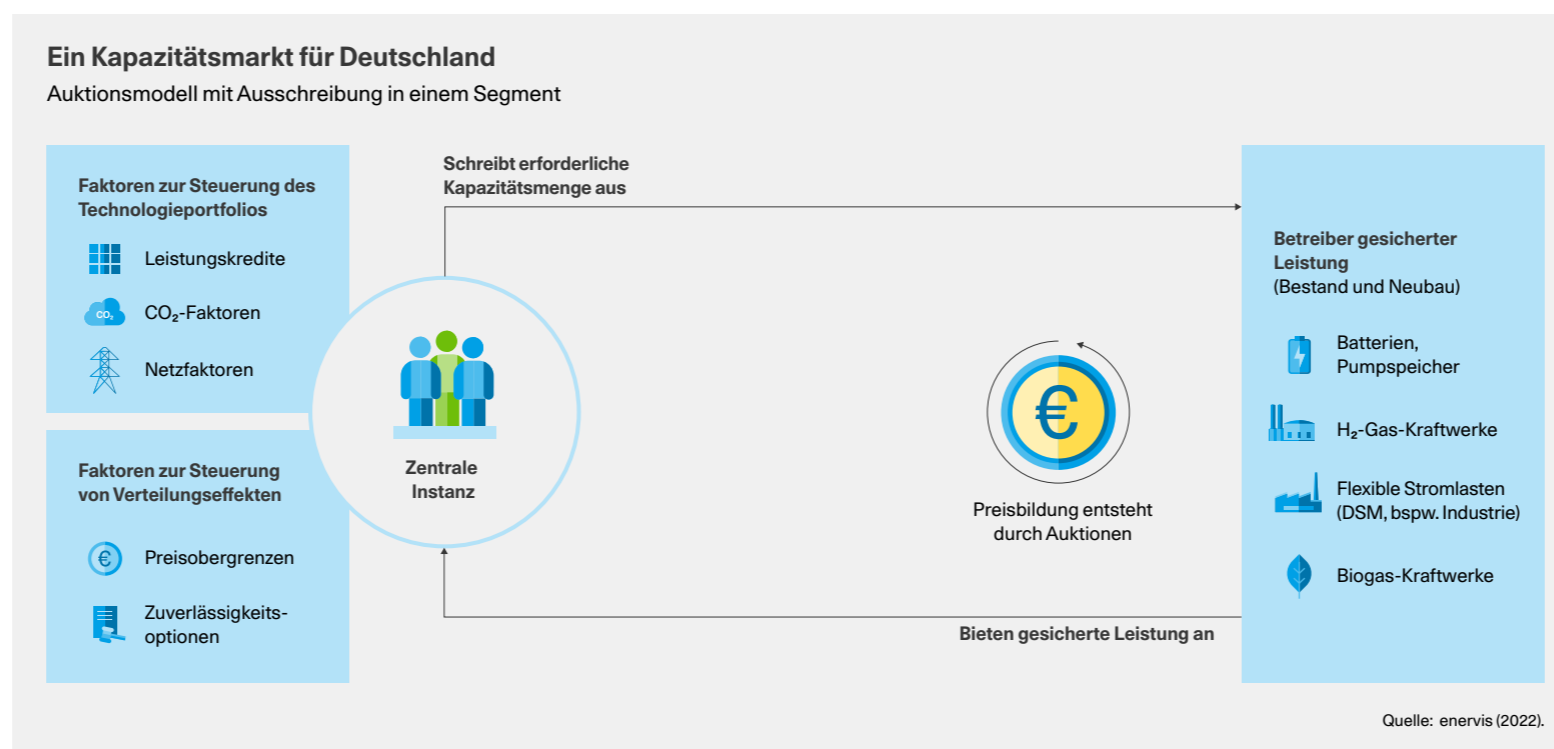 Ein Kapazitätsmarkt für Deutschland
Auktionsmodell mit Ausschreibung in einem Segment
Faktoren zur Steuerung des
Technologieportfolios
Leistungskredite
CO₂
CO₂-Faktoren
Netzfaktoren
Faktoren zur Steuerung
von Verteilungseffekten
€
Preisobergrenzen
Zuverlässigkeits-
optionen
Zentrale
Instanz
Schreibt erforderliche
Kapazitätsmenge aus
€
Preisbildung entsteht
durch Auktionen
Bieten gesicherte Leistung an
Betreiber gesicherter
Leistung
(Bestand und Neubau)
Batterien,
Pumpspeicher
H₂-Gas-Kraftwerke
Flexible Stromlasten
(DSM, bspw. Industrie)
Biogas-Kraftwerke
Quelle: enervis (2022).